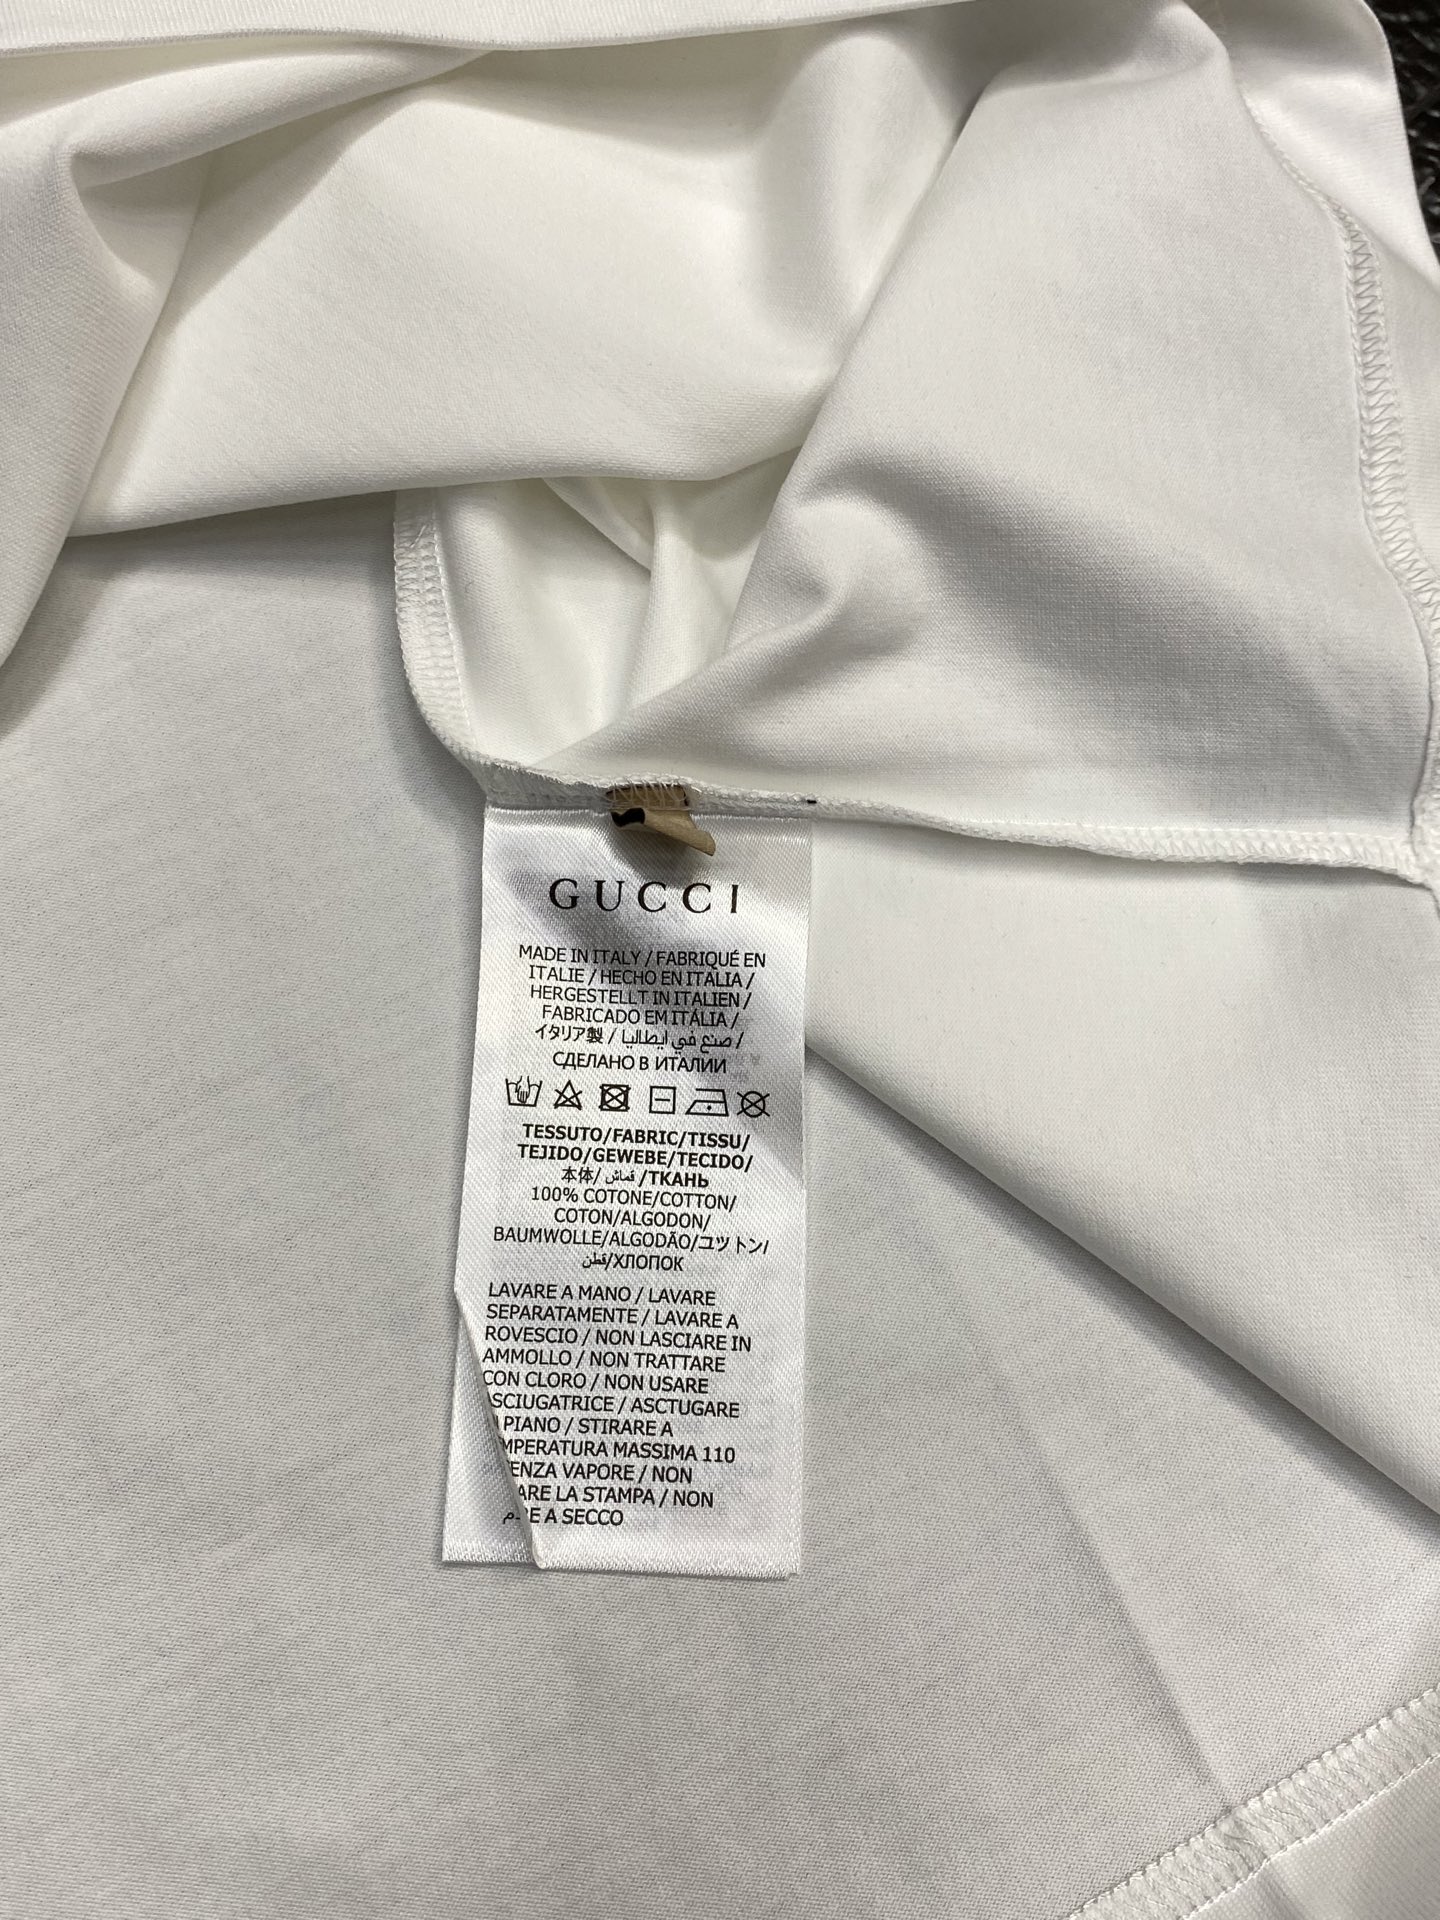 GUCCI
MADE IN ITALY / FABRIQUÉ EN
ITALIE / HECHO EN ITALIA /
HERGESTELLT IN ITALIEN /
FABRICADO EM ITÁLIA /
イタリア製 / صنع في ايطاليا /
СДЕЛАНО В ИТАЛИИ
TESSUTO/FABRIC/TISSU/
TEJIDO/GEWEBE/TECIDO/
本体/ قماش /ТКАНЬ
100% COTONE/COTTON/
COTON/ALGODON/
BAUMWOLLE/ALGODÃO/コツトン/
قطن/ХЛОПОК
LAVARE A MANO / LAVARE
SEPARATAMENTE / LAVARE A
ROVESCIO / NON LASCIARE IN
AMMOLLO / NON TRATTARE
CON CLORO / NON USARE
SCIUGATRICE / ASCTUGARE
PIANO / STIRARE A
MPERATURA MASSIMA 110
ENZA VAPORE / NON
ARE LA STAMPA / NON
RE A SECCO